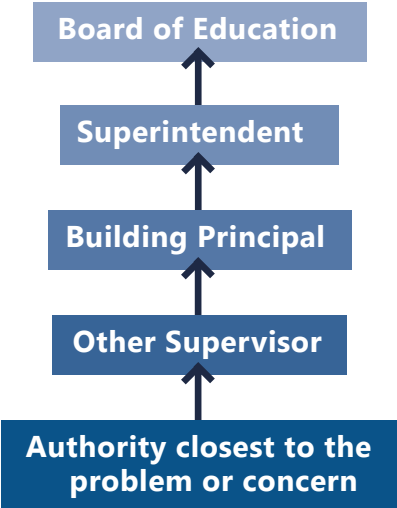 Board of Education
Superintendent
Building Principal
Other Supervisor
Authority closest to the
problem or concern